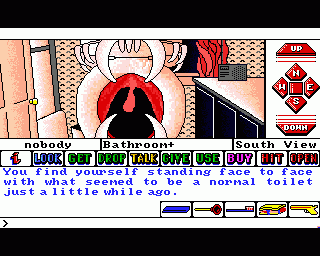 UP
N
W E
S
DOWN
nobody Bathroom+ South View
i LOOK GET DROP TALK GIVE USE BUY HIT OPEN
You find yourself standing face to face
with what seemed to be a normal toilet
just a little while ago.
>